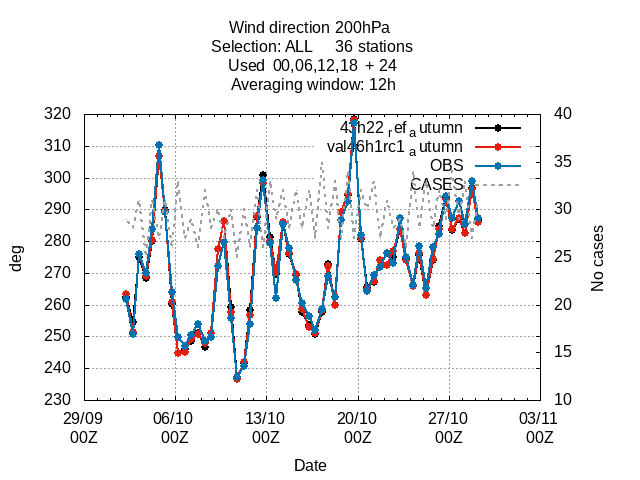 Wind direction 200hPa
Selection: ALL 36 stations
Used 00,06,12,18 + 24
Averaging window: 12h
320
310
300
290
280
270
260
250
240
230
40
35
30
25
20
15
10
43h22refautumn
val46h1rc1autumn
OBS
CASES
deg
No cases
29/09 00Z
06/10 00Z
13/10 00Z
20/10 00Z
27/10 00Z
03/11 00Z
Date